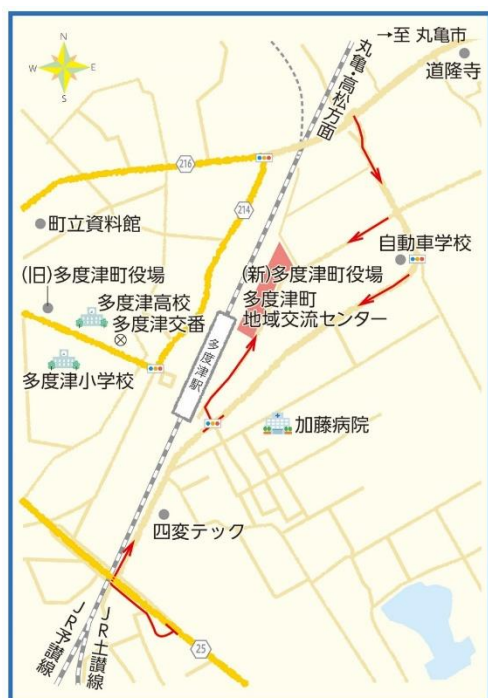 N
W E
S
→至 丸亀市
道隆寺
丸亀・高松方面
216
214
町立資料館
自動車学校
(旧)多度津町役場
多度津高校
多度津交番
(新)多度津町役場
多度津町
地域交流センター
多度津小学校
多度津駅
加藤病院
四変テック
25
JR予讃線
JR土讃線